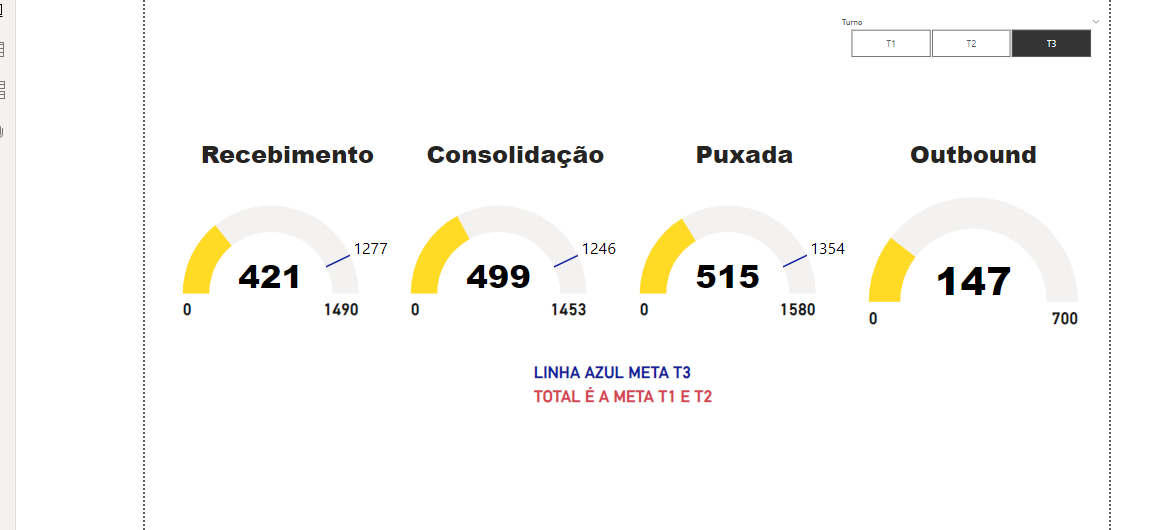 Turno
T1 T2 T3
Recebimento Consolidação Puxada Outbound
1277 1246 1354
421 499 515 147
0 1490 0 1453 0 1580 0 700
LINHA AZUL META T3
TOTAL É A META T1 E T2